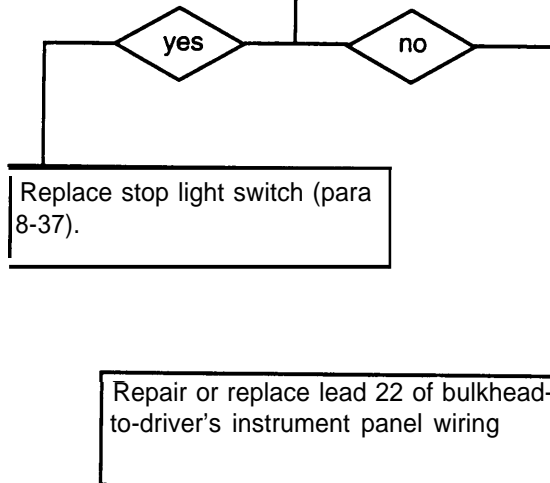 yes
no
Replace stop light switch (para
8-37).
Repair or replace lead 22 of bulkhead-
to-driver's instrument panel wiring